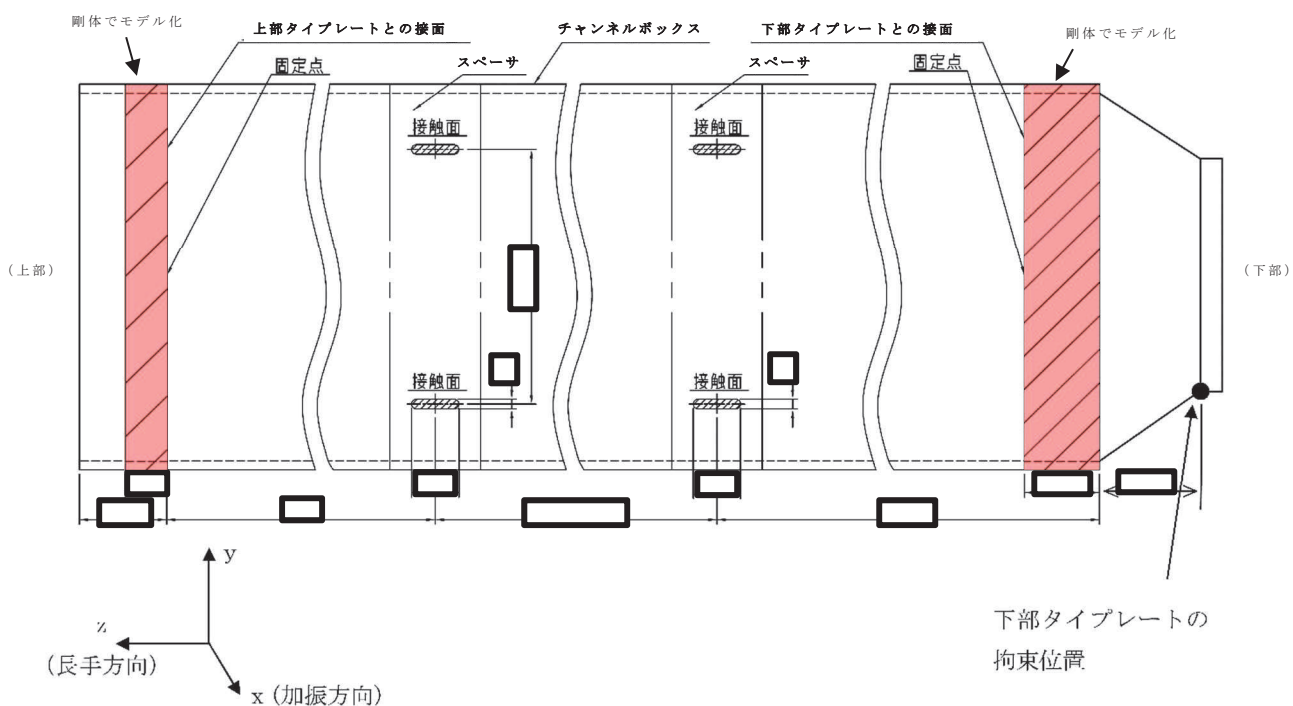 剛体でモデル化
上部タイプレートとの接面
チャンネルボックス
下部タイプレートとの接面
剛体でモデル化
固定点
スペーサ
スペーサ
固定点
接触面
接触面
(上部)
(下部)
接触面
接触面
y
z
(長手方向)
x (加振方向)
下部タイプレートの
拘束位置